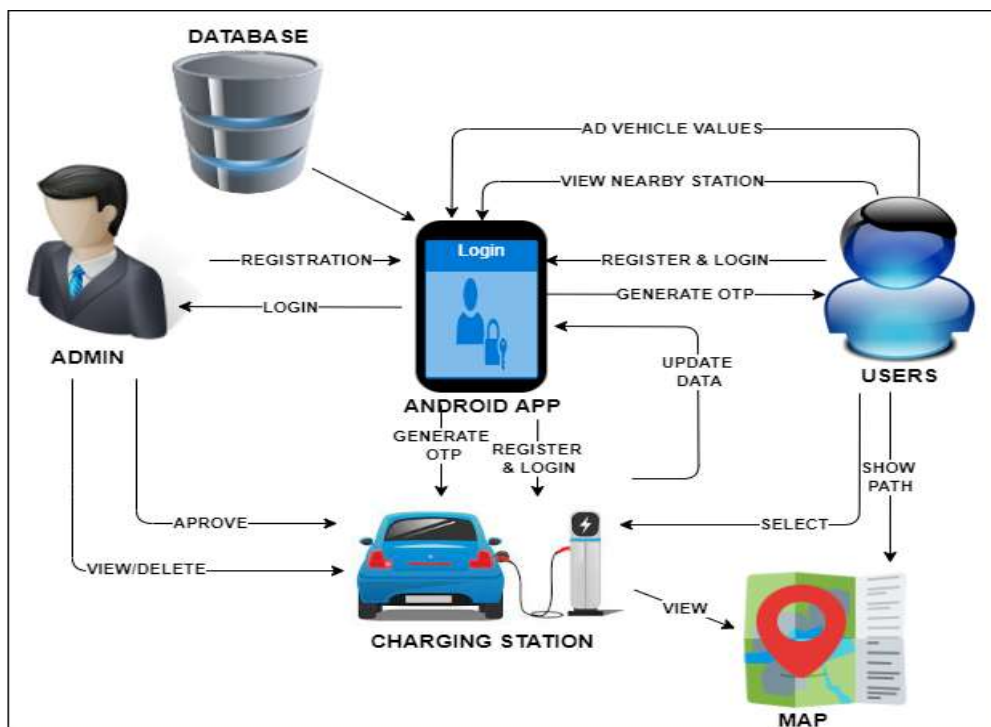 DATABASE
AD VEHICLE VALUES
VIEW NEARBY STATION
Login
REGISTRATION
REGISTER & LOGIN
LOGIN
GENERATE OTP
ADMIN
UPDATE
DATA
USERS
ANDROID APP
GENERATE
OTP
REGISTER
& LOGIN
SHOW
PATH
APROVE
SELECT
VIEW/DELETE
VIEW
CHARGING STATION
MAP